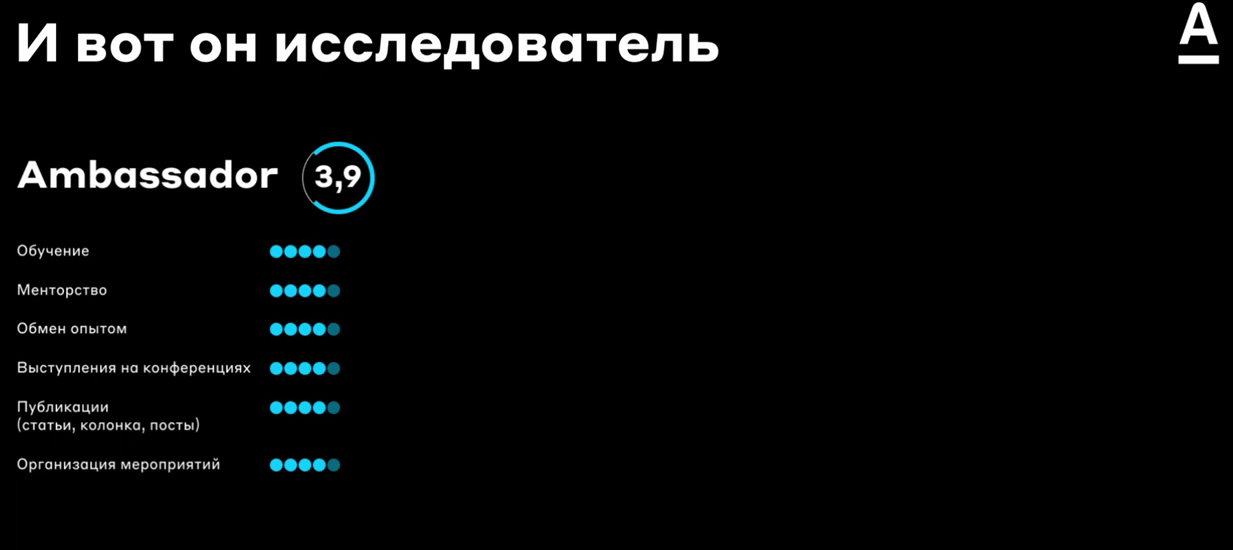 И вот он исследователь
А
Ambassador
3,9
Обучение
Менторство
Обмен опытом
Выступления на конференциях
Публикации
(статьи, колонка, посты)
Организация мероприятий